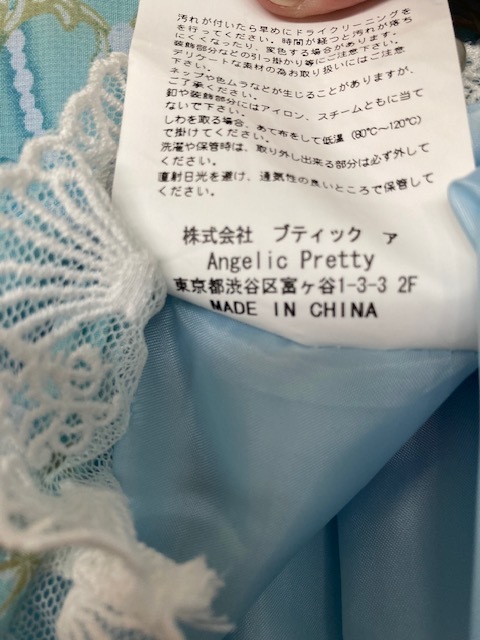 汚れが付いたら早めにドライクリーニングを
を行ってください。時間が経つと汚れが落ち
にくくなったり、変色する場合があります。
装飾部分などの引っ掛かり等にご注意下さい。
デリケートな素材の為お取り扱いにはご注意
下さい。
ネップや色ムラなどが生じることがありますが、
ご了承ください。
釦や装飾部分にはアイロン、スチームともに当て
ないで下さい。
しわを取る場合、あて布をして低温(80℃～120℃)
で掛けてください。
洗濯や保管時は、取り外し出来る部分は必ず外して
ください。
直射日光を避け、通気性の良いところで保管して
ください。
株式会社 ブティック ァ
Angelic Pretty
東京都渋谷区富ヶ谷1-3-3 2F
MADE IN CHINA